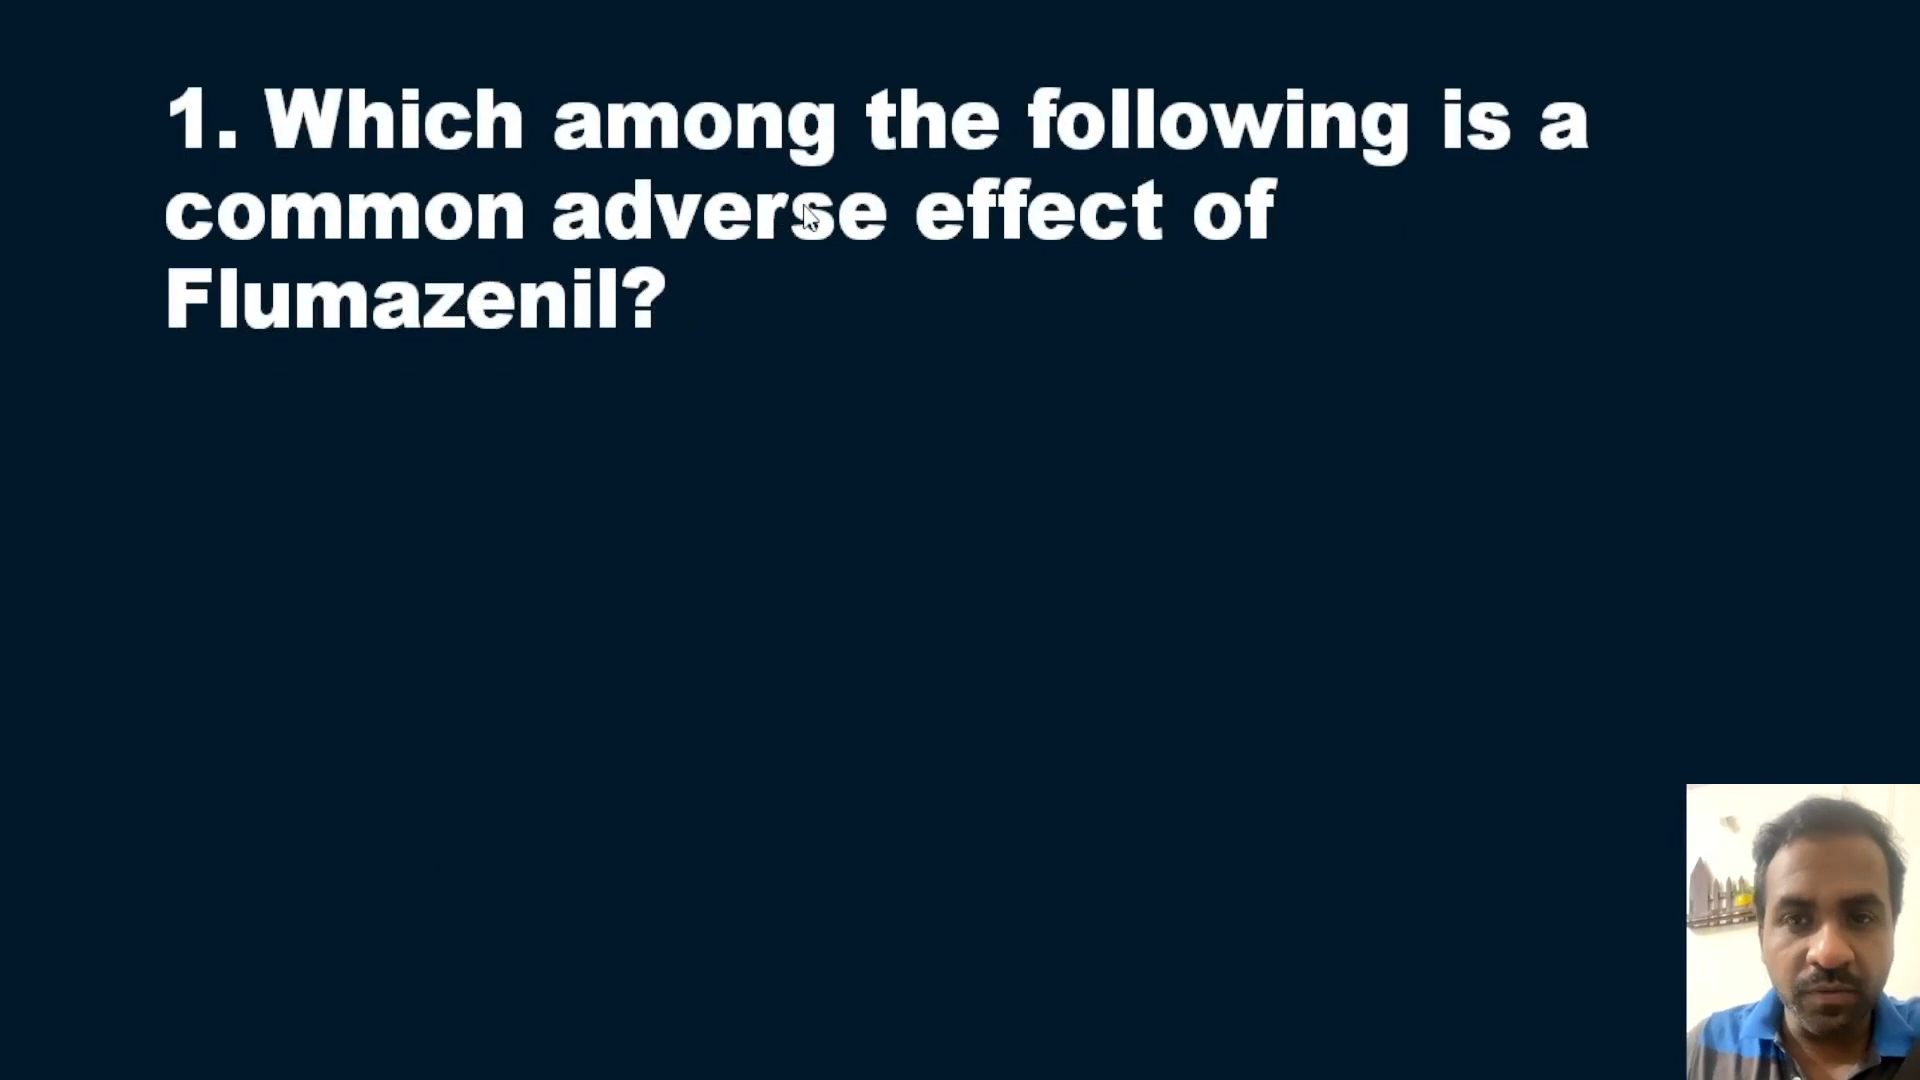 1. Which among the following is a
common adverse effect of
Flumazenil?